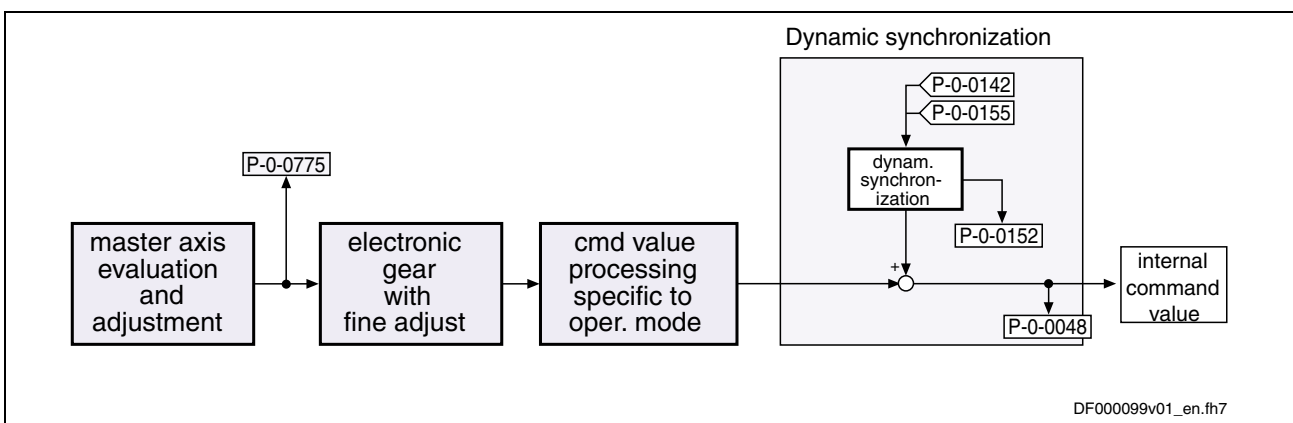 Dynamic synchronization
P-0-0142
P-0-0155
dynam.
synchron-
ization
P-0-0775
P-0-0152
master axis
evaluation
and
adjustment
electronic
gear
with
fine adjust
cmd value
processing
specific to
oper. mode
+
internal
command
value
P-0-0048
DF000099v01_en.fh7